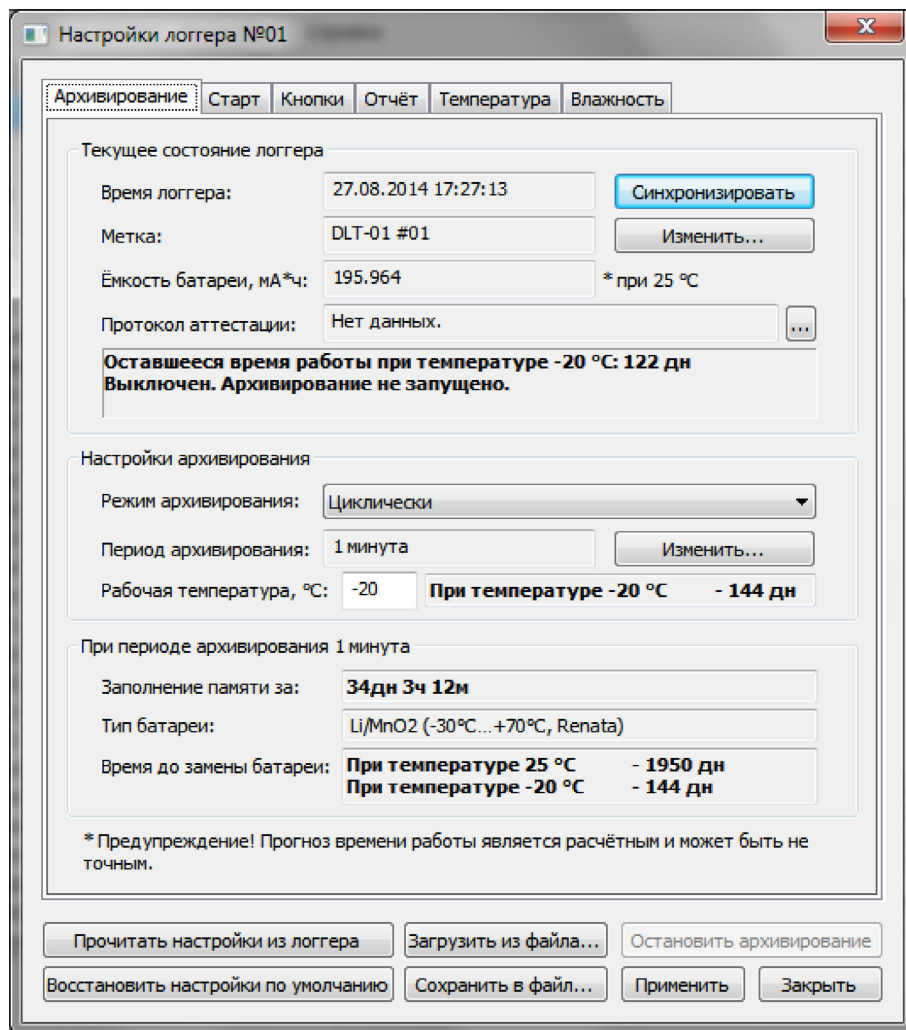 Настройки логгера №01
Архивирование Старт Кнопки Отчёт Температура Влажность
Текущее состояние логгера
Время логгера: 27.08.2014 17:27:13 Синхронизировать
Метка: DLT-01 #01 Изменить...
Ёмкость батареи, мА*ч: 195.964 * при 25 °С
Протокол аттестации: Нет данных. ...
Оставшееся время работы при температуре -20 °С: 122 дн
Выключен. Архивирование не запущено.
Настройки архивирования
Режим архивирования: Циклически
Период архивирования: 1 минута Изменить...
Рабочая температура, °С: -20 При температуре -20 °С - 144 дн
При периоде архивирования 1 минута
Заполнение памяти за: 34дн 3ч 12м
Тип батареи: Li/MnO2 (-30°С...+70°С, Renata)
Время до замены батареи: При температуре 25 °С - 1950 дн
При температуре -20 °С - 144 дн
* Предупреждение! Прогноз времени работы является расчётным и может быть не
точным.
Прочитать настройки из логгера Загрузить из файла... Остановить архивирование
Восстановить настройки по умолчанию Сохранить в файл... Применить Закрыть